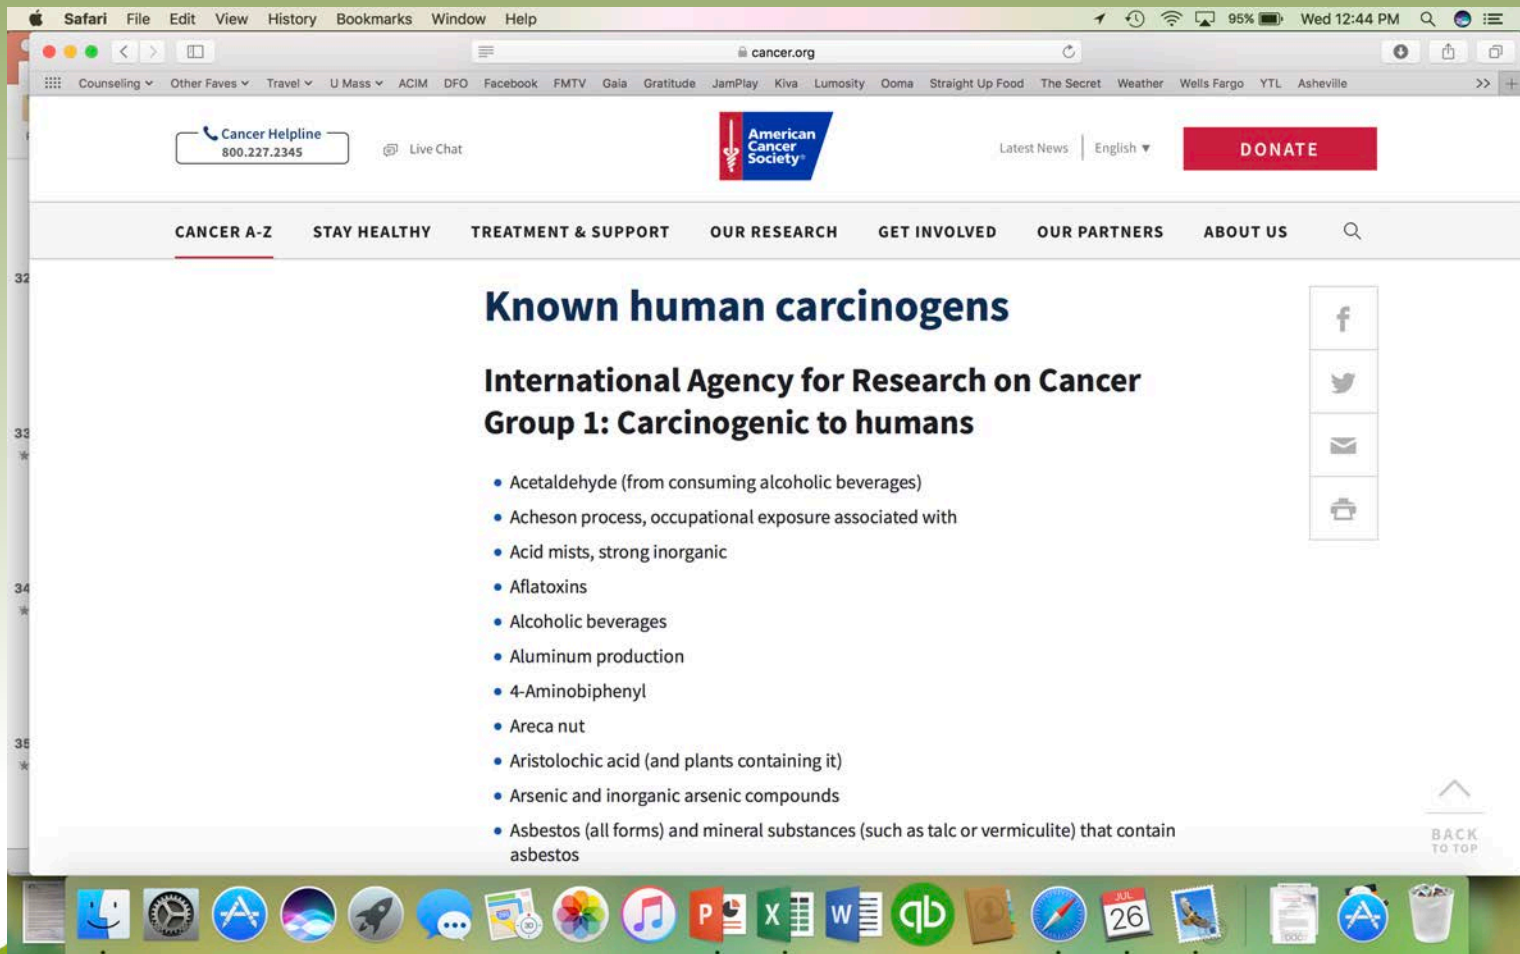 Safari File Edit View History Bookmarks Window Help 95% Wed 12:44 PM
cancer.org
Counseling Other Faves Travel U Mass ACIM DFO Facebook FMTV Gaia Gratitude JamPlay Kiva Lumosity Ooma Straight Up Food The Secret Weather Wells Fargo YTL Asheville >> +
Cancer Helpline
800.227.2345
Live Chat
American
Cancer
Society®
Latest News English
DONATE
CANCER A-Z STAY HEALTHY TREATMENT & SUPPORT OUR RESEARCH GET INVOLVED OUR PARTNERS ABOUT US
32
33
34
35
Known human carcinogens
International Agency for Research on Cancer
Group 1: Carcinogenic to humans
• Acetaldehyde (from consuming alcoholic beverages)
• Acheson process, occupational exposure associated with
• Acid mists, strong inorganic
• Aflatoxins
• Alcoholic beverages
• Aluminum production
• 4-Aminobiphenyl
• Areca nut
• Aristolochic acid (and plants containing it)
• Arsenic and inorganic arsenic compounds
• Asbestos (all forms) and mineral substances (such as talc or vermiculite) that contain
asbestos
BACK
TO TOP
P X W qb JUL
26
DOCX